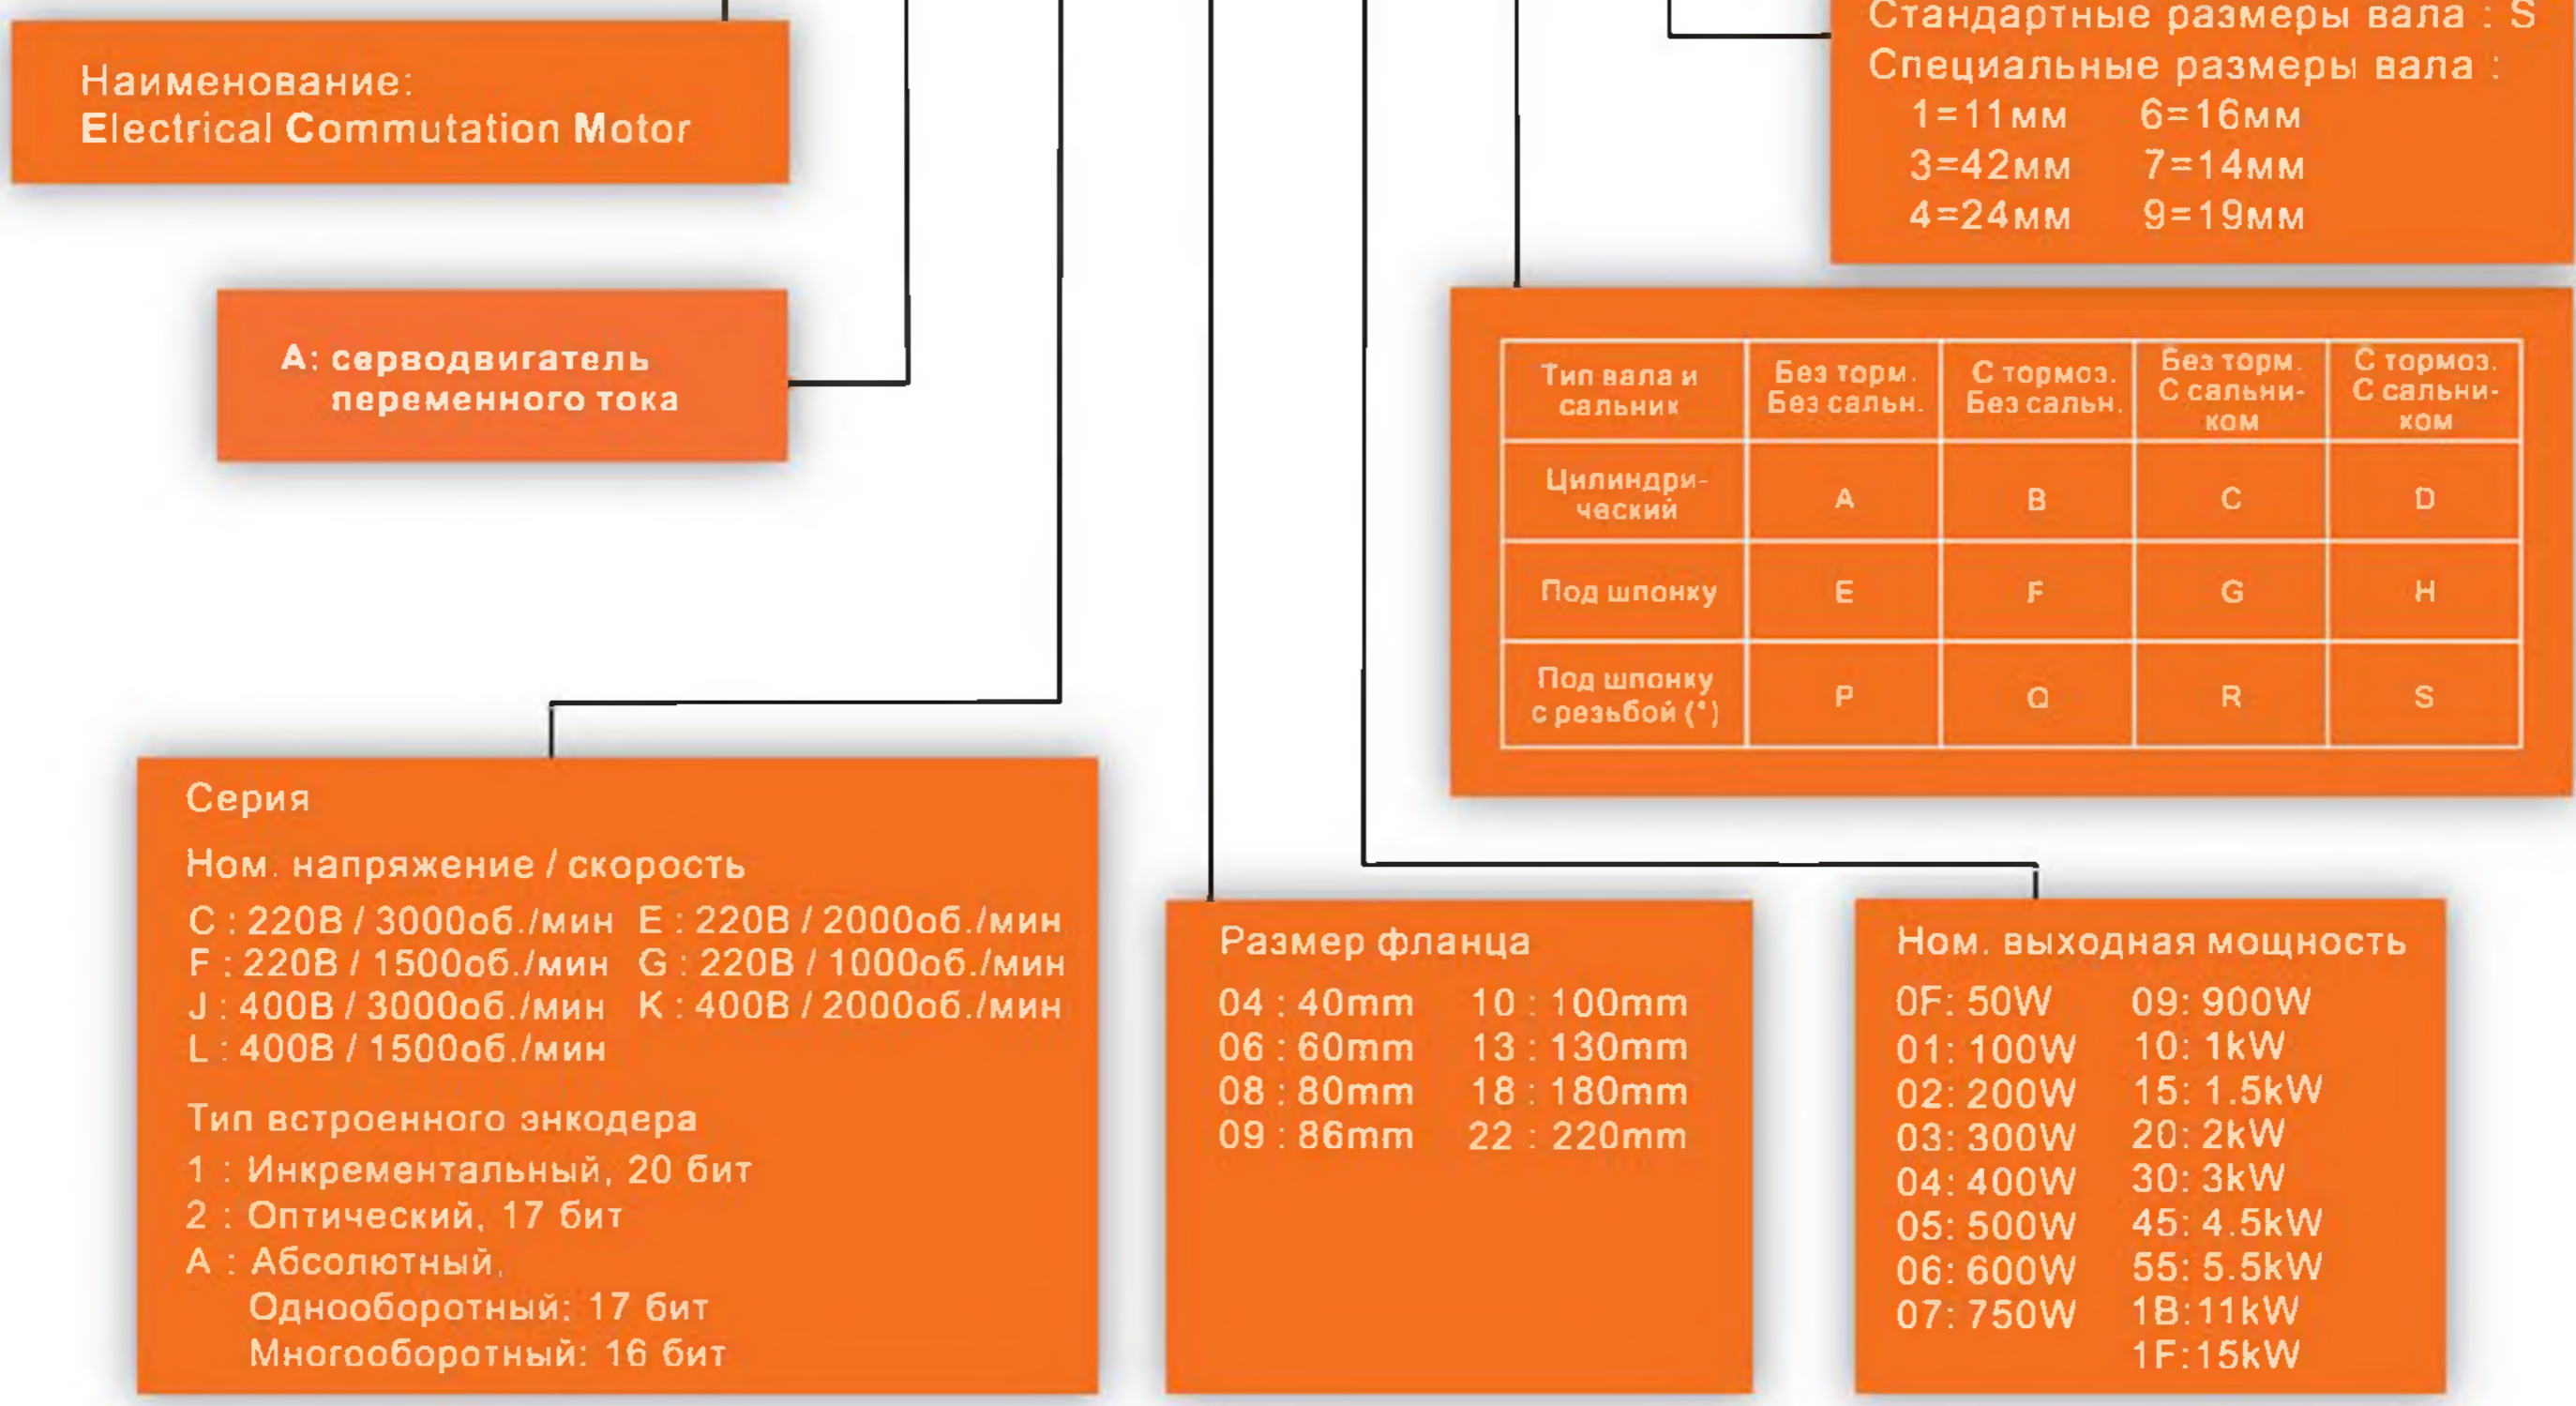 Стандартные размеры вала : S
Специальные размеры вала :
1=11мм 6=16мм
3=42мм 7=14мм
4=24мм 9=19мм
Наименование:
Electrical Commutation Motor
А: серводвигатель
переменного тока
Тип вала и
сальник
Без торм.
Без сальн.
С тормоз.
Без сальн.
Без торм.
С сальни-
ком
С тормоз.
С сальни-
ком
Цилиндри-
ческий
A B C D
Под шпонку
E F G H
Под шпонку
с резьбой (*)
P Q R S
Серия
Ном. напряжение / скорость
C : 220В / 3000об./мин E : 220В / 2000об./мин
F : 220В / 1500об./мин G : 220В / 1000об./мин
J : 400В / 3000об./мин K : 400В / 2000об./мин
L : 400В / 1500об./мин
Тип встроенного энкодера
1 : Инкрементальный, 20 бит
2 : Оптический, 17 бит
A : Абсолютный,
Однооборотный: 17 бит
Многооборотный: 16 бит
Размер фланца
04 : 40mm 10 : 100mm
06 : 60mm 13 : 130mm
08 : 80mm 18 : 180mm
09 : 86mm 22 : 220mm
Ном. выходная мощность
0F: 50W 09: 900W
01: 100W 10: 1kW
02: 200W 15: 1.5kW
03: 300W 20: 2kW
04: 400W 30: 3kW
05: 500W 45: 4.5kW
06: 600W 55: 5.5kW
07: 750W 1B:11kW
1F:15kW